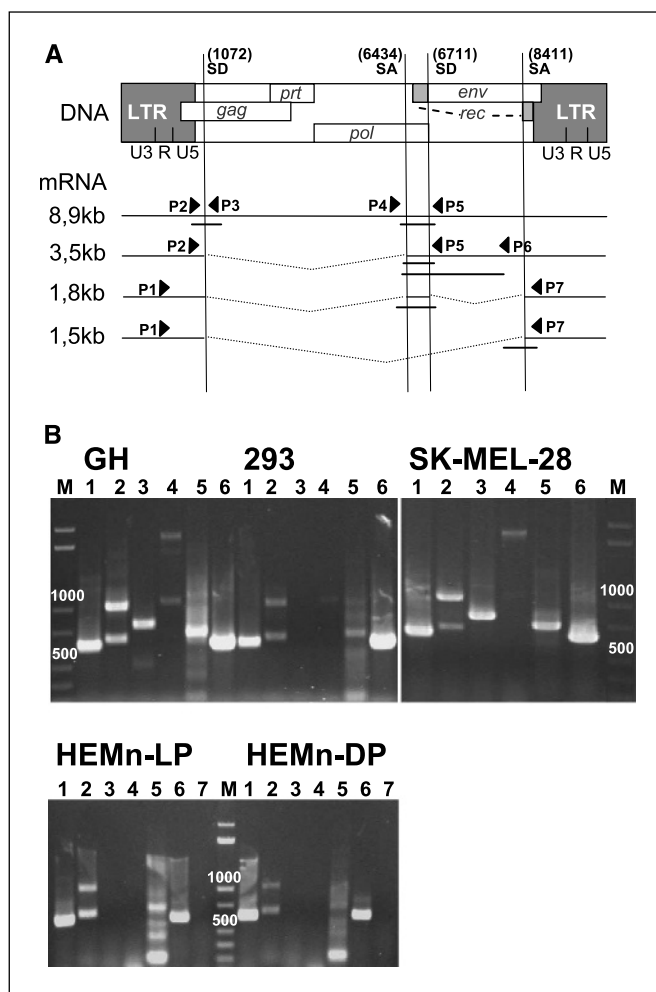 A
(1072) (6434) (6711) (8411)
SD SA SD SA
prt env
DNA LTR gag rec LTR
pol
U3 R U5 U3 R U5
mRNA
P2 P3 P4 P5
8,9kb
P2 P5 P6
3,5kb
P1 P7
1,8kb
P1 P7
1,5kb
B
GH 293 SK-MEL-28
M 1 2 3 4 5 6 1 2 3 4 5 6 1 2 3 4 5 6 M
1000 1000
500 500
HEMn-LP HEMn-DP
1 2 3 4 5 6 7 M 1 2 3 4 5 6 7
1000
500